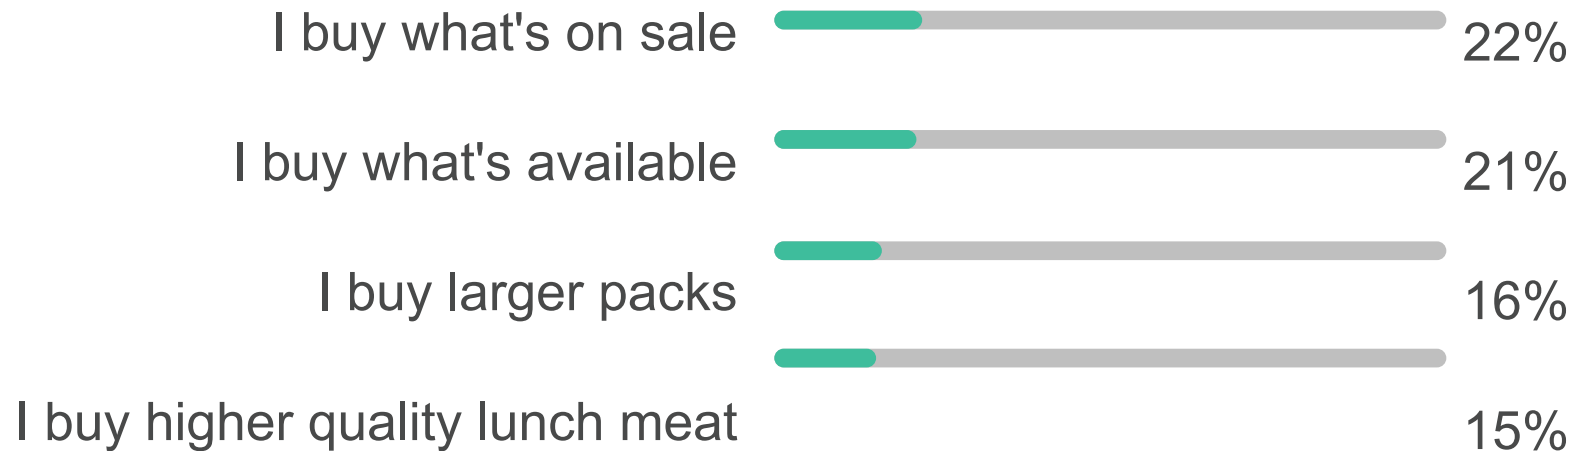 I buy what's on sale 22%
I buy what's available 21%
I buy larger packs 16%
I buy higher quality lunch meat 15%